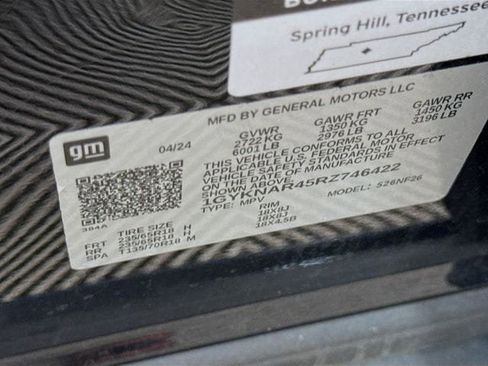 Spring Hill, Tennessee
MFD BY GENERAL MOTORS LLC
gm
04/24
GVWR GAWR FRT GAWR RR
2722 KG 1350 KG 1450 KG
6001 LB 2976 LB 3196 LB
THIS VEHICLE CONFORMS TO ALL
APPLICABLE U.S. FEDERAL MOTOR
VEHICLE SAFETY STANDARDS IN EFFECT
ON THE DATE OF MANUFACTURE
SHOWN ABOVE.
1GYKNAR45RZ746422
TYPE: MPV MODEL: 526NF26
384A
TIRE SIZE RIM
FRT 235/65R18 H 18X8J
RR 235/65R18 H 18X8J
SPA T135/70R18 M 18X4.5B